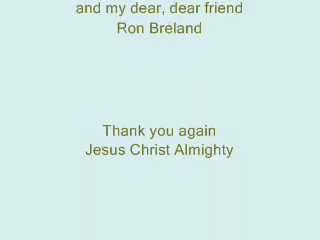 and my dear, dear friend
Ron Breland
Thank you again
Jesus Christ Almighty